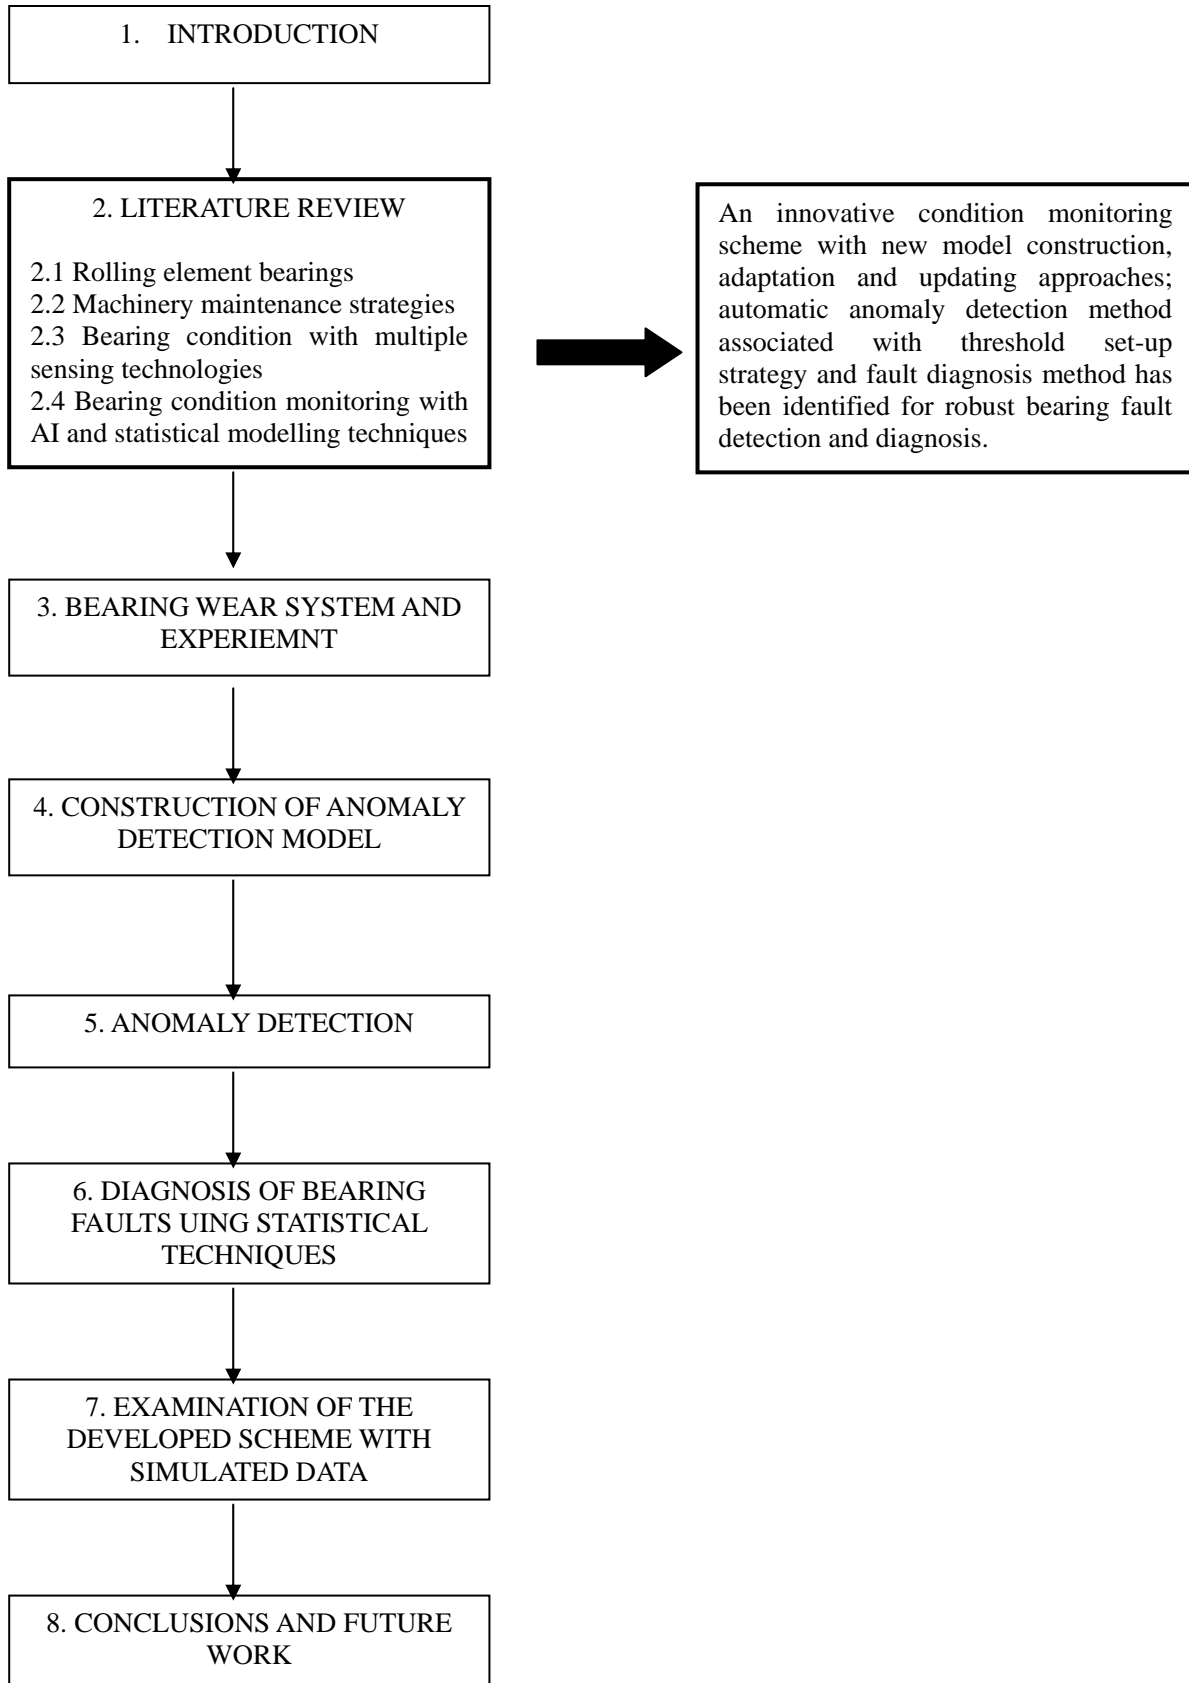 1. INTRODUCTION
2. LITERATURE REVIEW
2.1 Rolling element bearings
2.2 Machinery maintenance strategies
2.3 Bearing condition with multiple
sensing technologies
2.4 Bearing condition monitoring with
AI and statistical modelling techniques
An innovative condition monitoring
scheme with new model construction,
adaptation and updating approaches;
automatic anomaly detection method
associated with threshold set-up
strategy and fault diagnosis method has
been identified for robust bearing fault
detection and diagnosis.
3. BEARING WEAR SYSTEM AND
EXPERIEMNT
4. CONSTRUCTION OF ANOMALY
DETECTION MODEL
5. ANOMALY DETECTION
6. DIAGNOSIS OF BEARING
FAULTS UING STATISTICAL
TECHNIQUES
7. EXAMINATION OF THE
DEVELOPED SCHEME WITH
SIMULATED DATA
8. CONCLUSIONS AND FUTURE
WORK